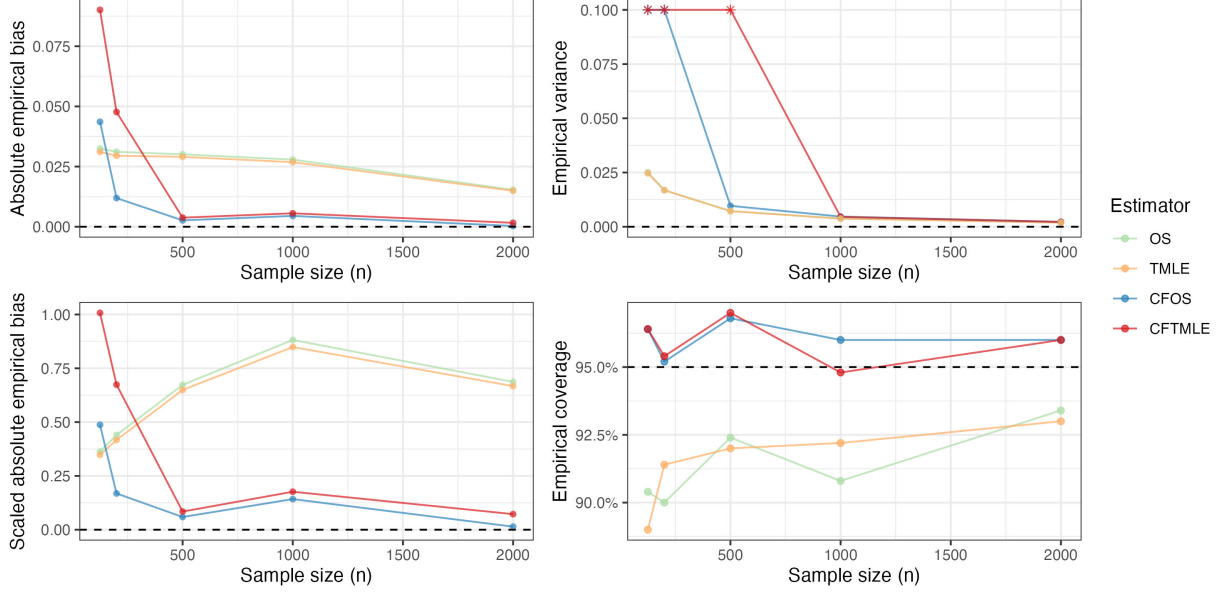 Absolute empirical bias
0.075
0.050
0.025
0.000
500
1000
1500
2000
Sample size (n)
Empirical variance
0.100
0.075
0.050
0.025
0.000
500
1000
1500
2000
Sample size (n)
Scaled absolute empirical bias
1.00
0.75
0.50
0.25
0.00
500
1000
1500
2000
Sample size (n)
Empirical coverage
95.0%
92.5%
90.0%
500
1000
1500
2000
Sample size (n)
Estimator
OS
TMLE
CFOS
CFTMLE